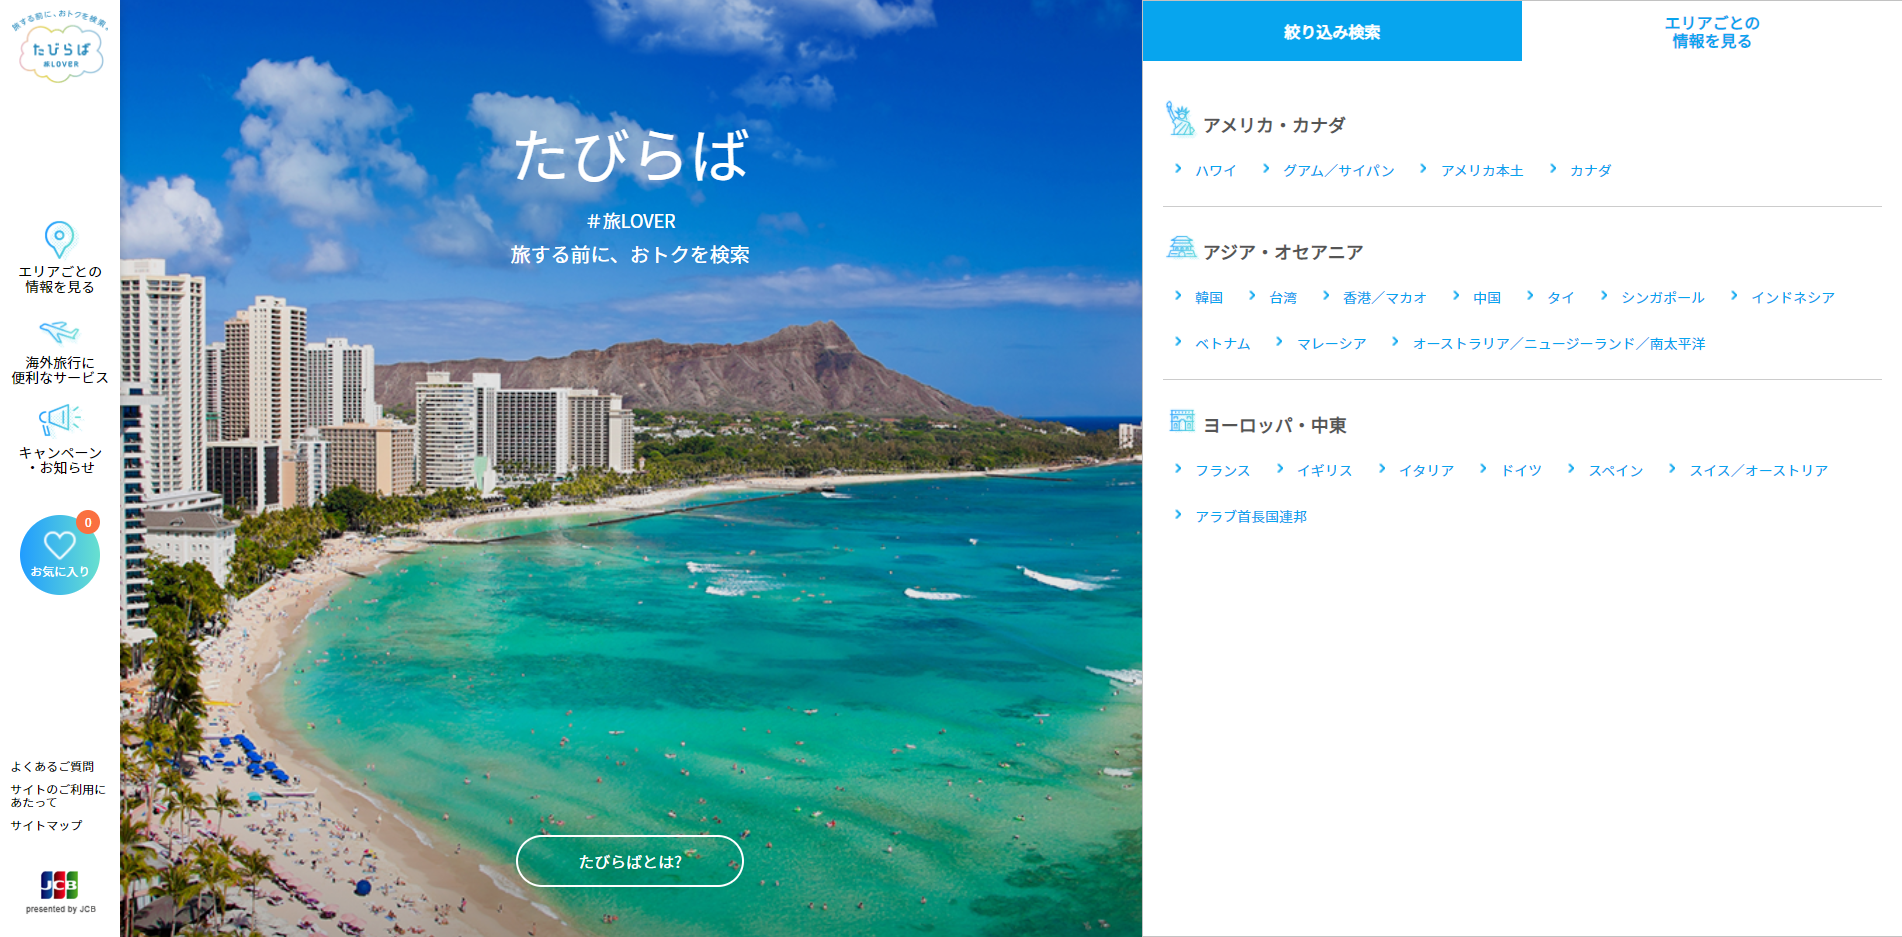 旅する前に、おトクを検索。
たびらば
旅LOVER
エリアごとの
情報を見る
海外旅行に
便利なサービス
キャンペーン
・お知らせ
0
お気に入り
よくあるご質問
サイトのご利用に
あたって
サイトマップ
JCB
presented by JCB
たびらば
＃旅LOVER
旅する前に、おトクを検索
たびらばとは?
絞り込み検索
エリアごとの
情報を見る
アメリカ・カナダ
ハワイ グアム／サイパン アメリカ本土 カナダ
アジア・オセアニア
韓国 台湾 香港／マカオ 中国 タイ シンガポール インドネシア
ベトナム マレーシア オーストラリア／ニュージーランド／南太平洋
ヨーロッパ・中東
フランス イギリス イタリア ドイツ スペイン スイス／オーストリア
アラブ首長国連邦